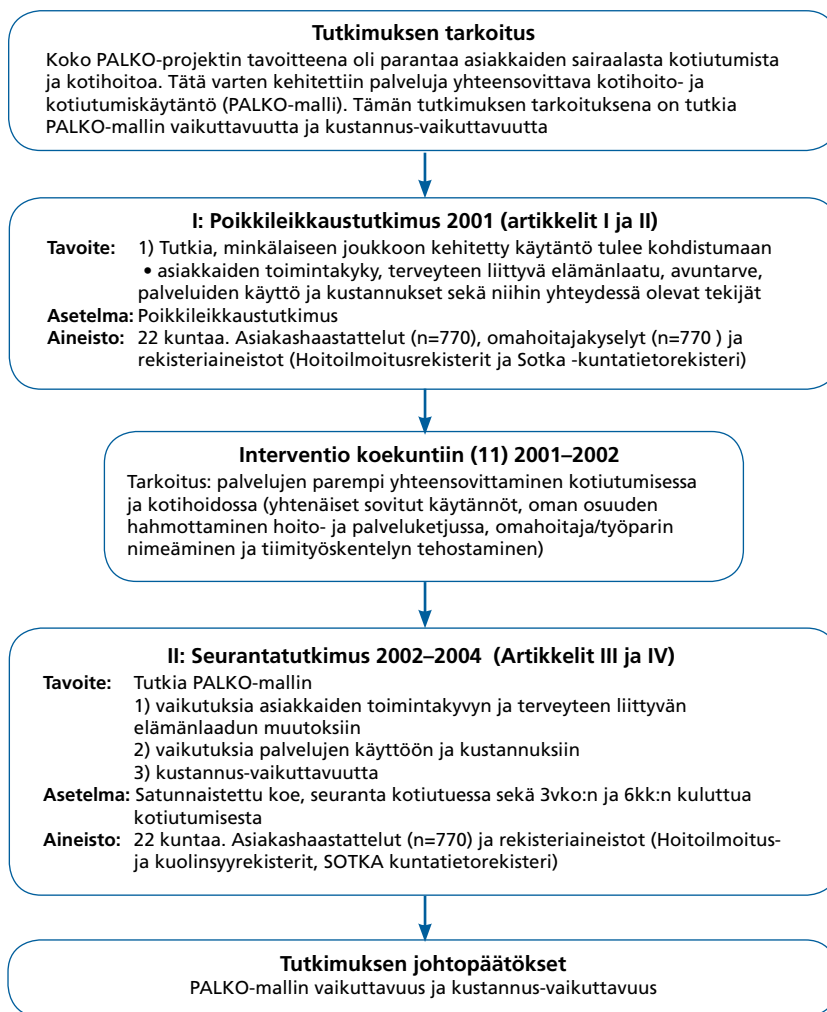 Tutkimuksen tarkoitus
Koko PALKO-projektin tavoitteena oli parantaa asiakkaiden sairaalasta kotiutumista
ja kotihoitoa. Tätä varten kehitettiin palveluja yhteensovittava kotihoito- ja
kotiutumiskäytäntö (PALKO-malli). Tämän tutkimuksen tarkoituksena on tutkia
PALKO-mallin vaikuttavuutta ja kustannus-vaikuttavuutta
I: Poikkileikkaustutkimus 2001 (artikkelit I ja II)
Tavoite: 1) Tutkia, minkälaiseen joukkoon kehitetty käytäntö tulee kohdistumaan
• asiakkaiden toimintakyky, terveyteen liittyvä elämänlaatu, avuntarve,
palveluiden käyttö ja kustannukset sekä niihin yhteydessä olevat tekijät
Asetelma: Poikkileikkaustutkimus
Aineisto: 22 kuntaa. Asiakashaastattelut (n=770), omahoitajakyselyt (n=770 ) ja
rekisteriaineistot (Hoitoilmoitusrekisterit ja Sotka -kuntatietorekisteri)
Interventio koekuntiin (11) 2001–2002
Tarkoitus: palvelujen parempi yhteensovittaminen kotiutumisessa
ja kotihoidossa (yhtenäiset sovitut käytännöt, oman osuuden
hahmottaminen hoito- ja palveluketjussa, omahoitaja/työparin
nimeäminen ja tiimityöskentelyn tehostaminen)
II: Seurantatutkimus 2002–2004 (Artikkelit III ja IV)
Tavoite: Tutkia PALKO-mallin
1) vaikutuksia asiakkaiden toimintakyvyn ja terveyteen liittyvän
elämänlaadun muutoksiin
2) vaikutuksia palvelujen käyttöön ja kustannuksiin
3) kustannus-vaikuttavuutta
Asetelma: Satunnaistettu koe, seuranta kotiutuessa sekä 3vko:n ja 6kk:n kuluttua
kotiutumisesta
Aineisto: 22 kuntaa. Asiakashaastattelut (n=770) ja rekisteriaineistot (Hoitoilmoitus-
ja kuolinsyyrekisterit, SOTKA kuntatietorekisteri)
Tutkimuksen johtopäätökset
PALKO-mallin vaikuttavuus ja kustannus-vaikuttavuus